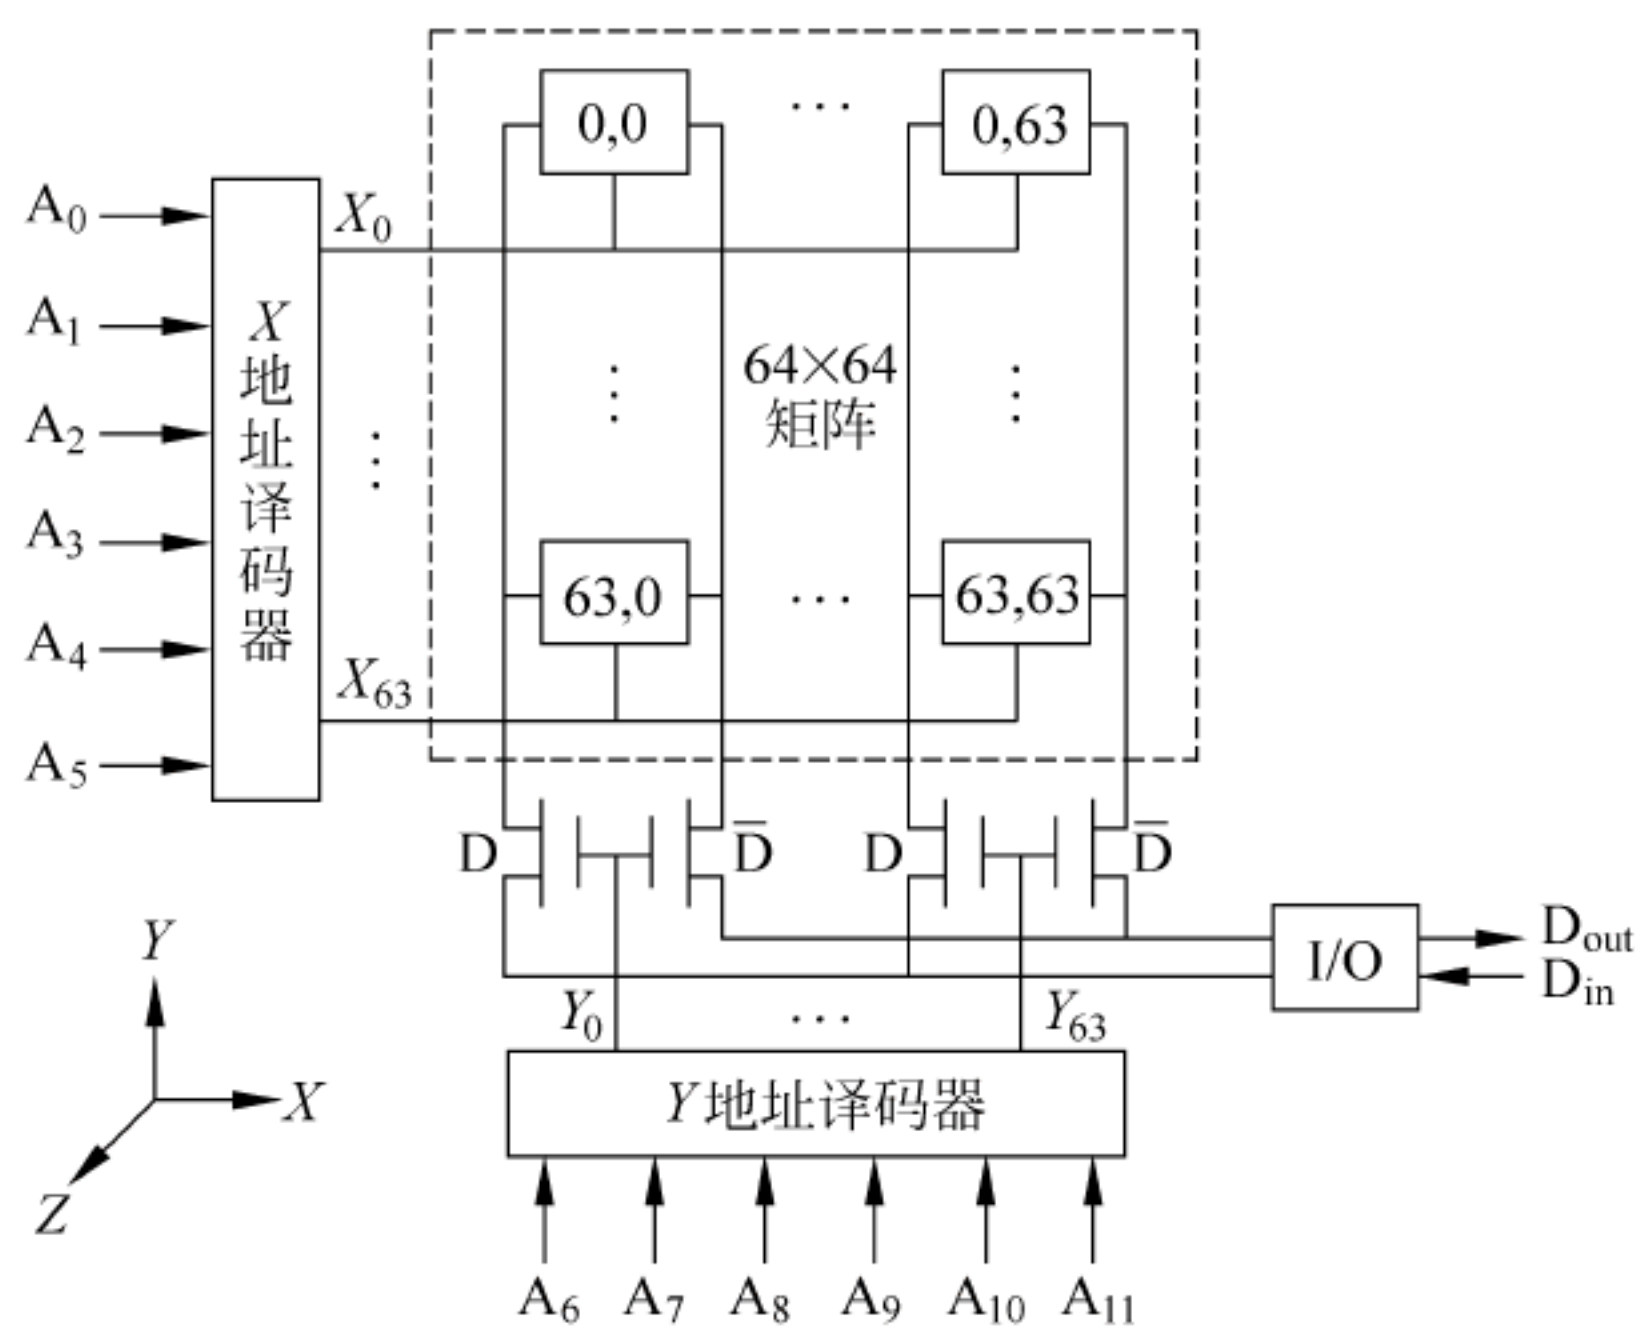 0,0 … 0,63
A₀
X₀
A₁
X地址译码器
64×64
矩阵
A₂
⋮
A₃
63,0 … 63,63
A₄
X₆₃
A₅
D D̅ D D̅
Dout
I/O
Din
Y
Y₀ … Y₆₃
X
Y地址译码器
Z
A₆ A₇ A₈ A₉ A₁₀ A₁₁